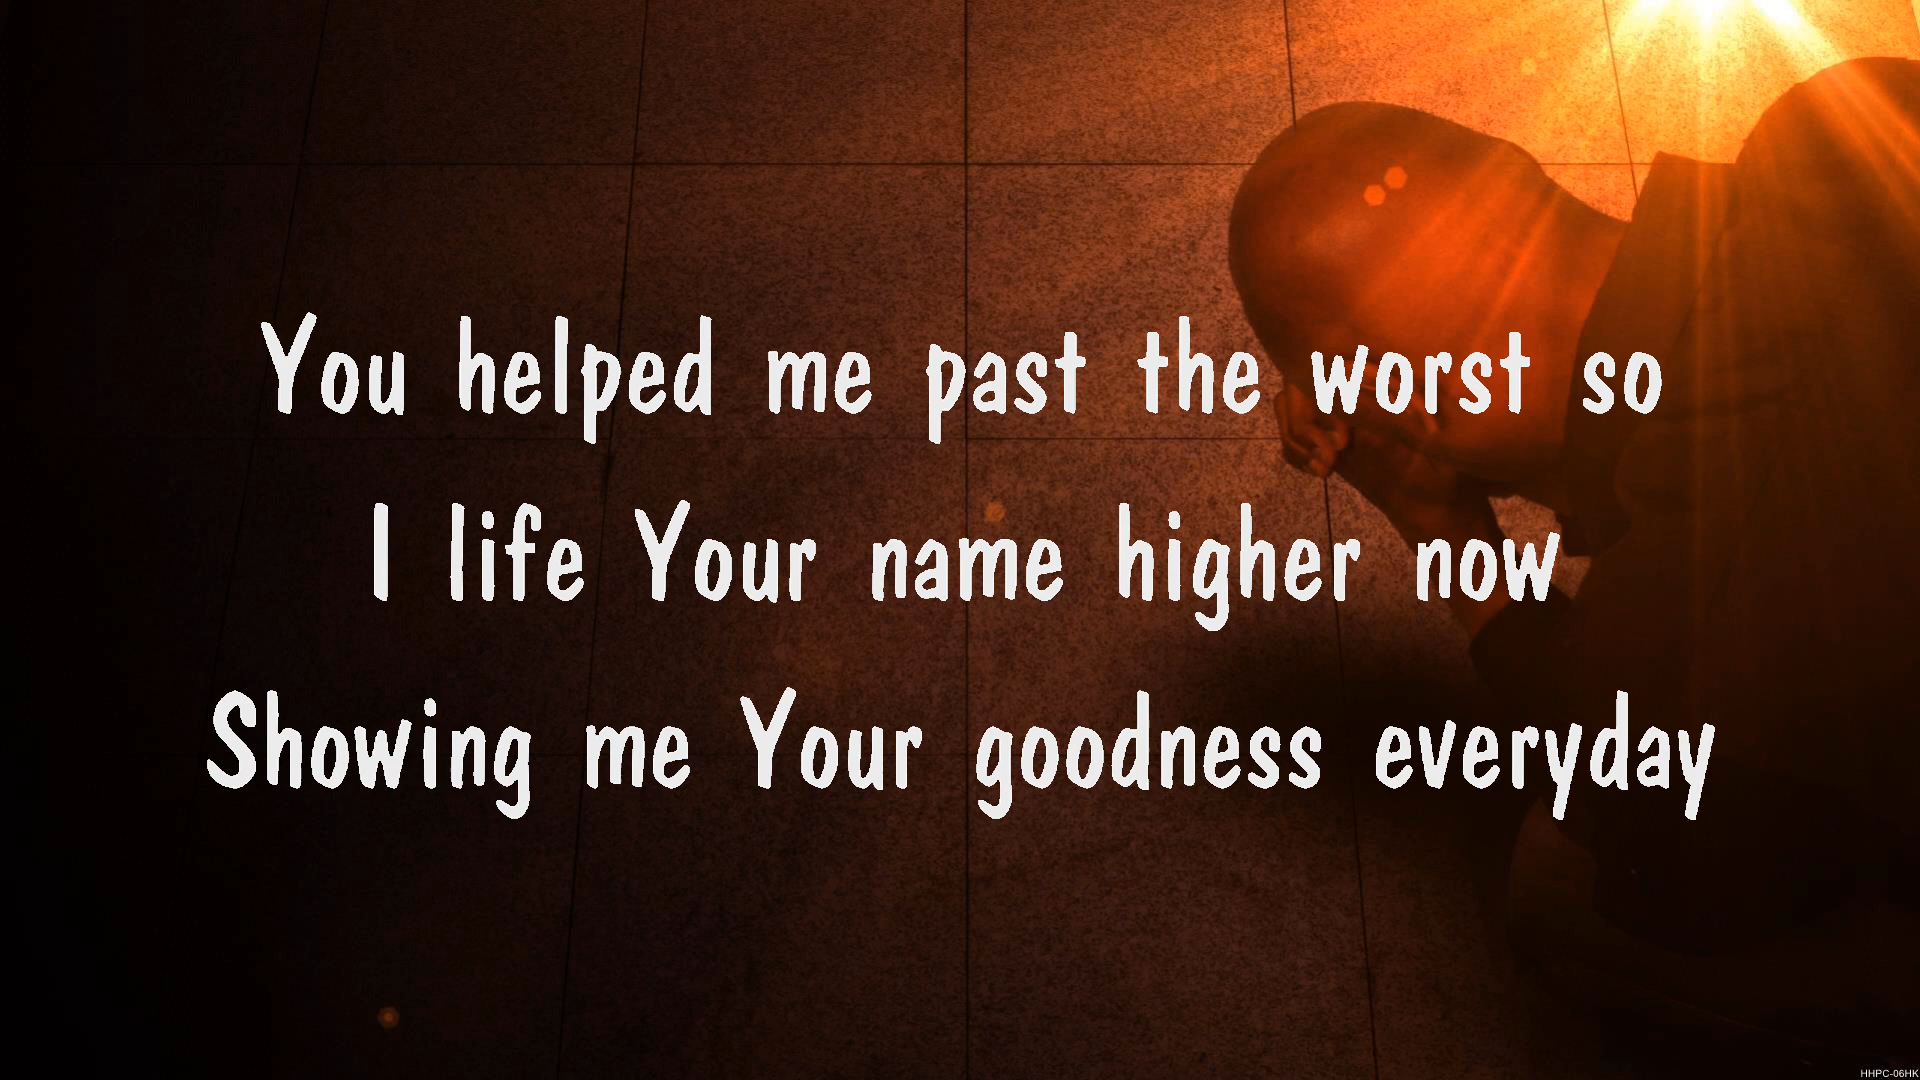 You helped me past the worst so
I life Your name higher now
Showing me Your goodness everyday
HHPC-06HK